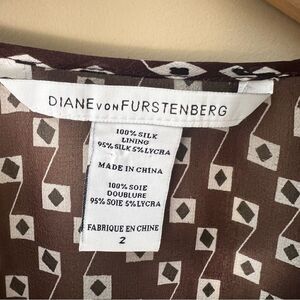 DIANE VON FURSTENBERG
100% SILK
LINING
95% SILK 5% LYCRA
MADE IN CHINA
100% SOIE
DOUBLURE
95% SOIE 5% LYCRA
FABRIQUE EN CHINE
2